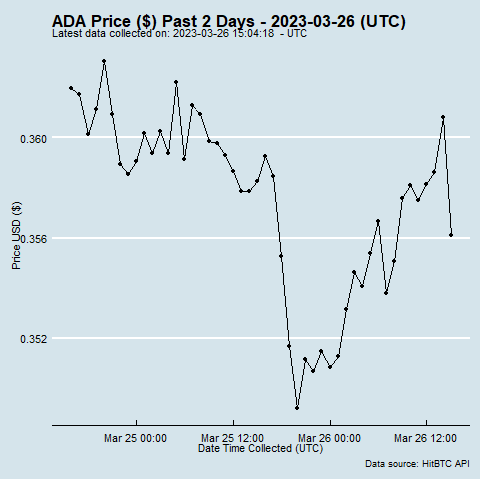 ADA Price ($) Past 2 Days - 2023-03-26 (UTC)
Latest data collected on: 2023-03-26 15:04:18  - UTC
0.360
0.356
0.352
Price USD ($)
Mar 25 00:00
Mar 25 12:00
Mar 26 00:00
Mar 26 12:00
Date Time Collected (UTC)
Data source: HitBTC API